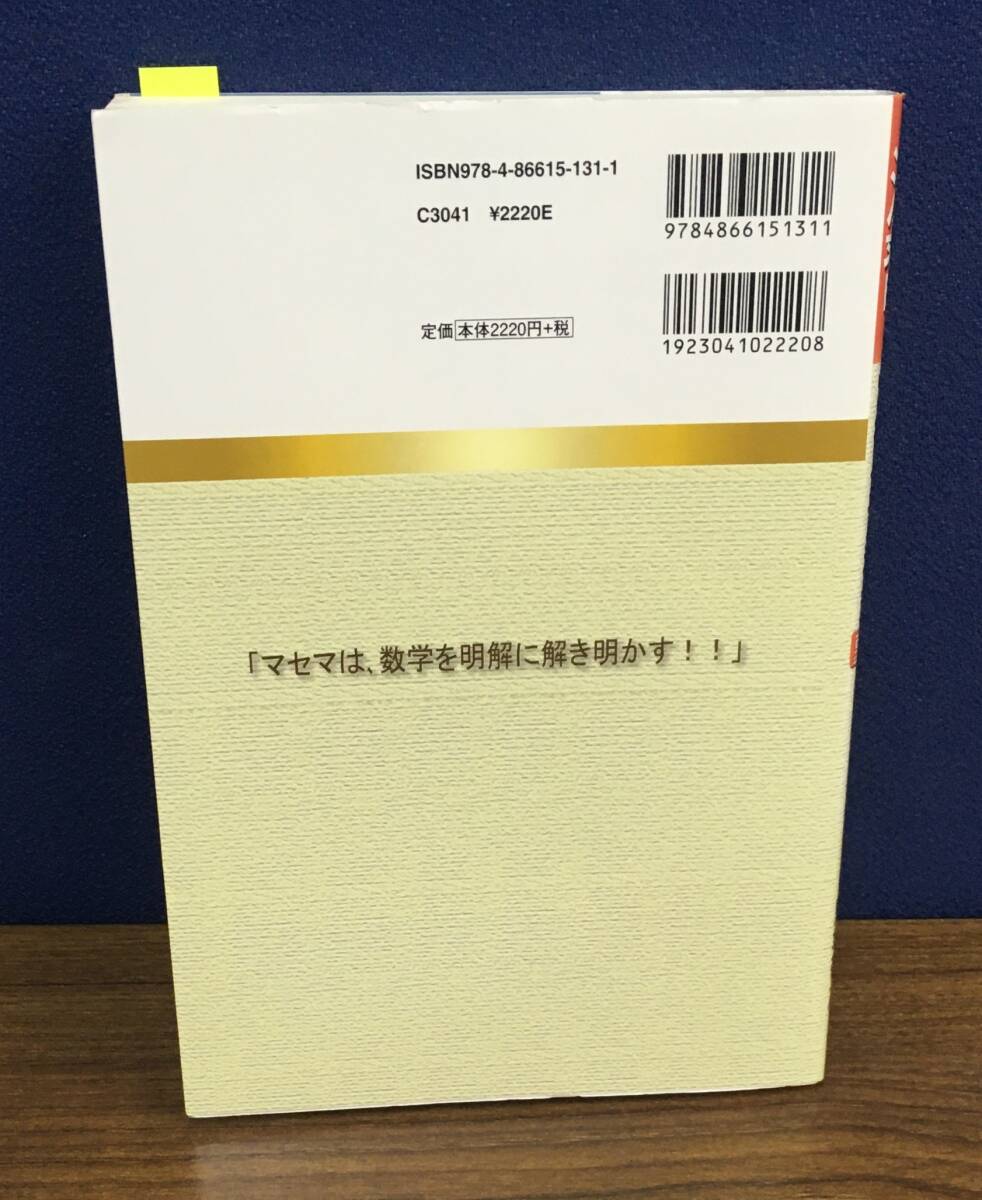 ISBN978-4-86615-131-1
C3041 ¥2220E
9784866151311
定価 本体2220円+税
1923041022208
「マセマは、数学を明解に解き明かす！！」